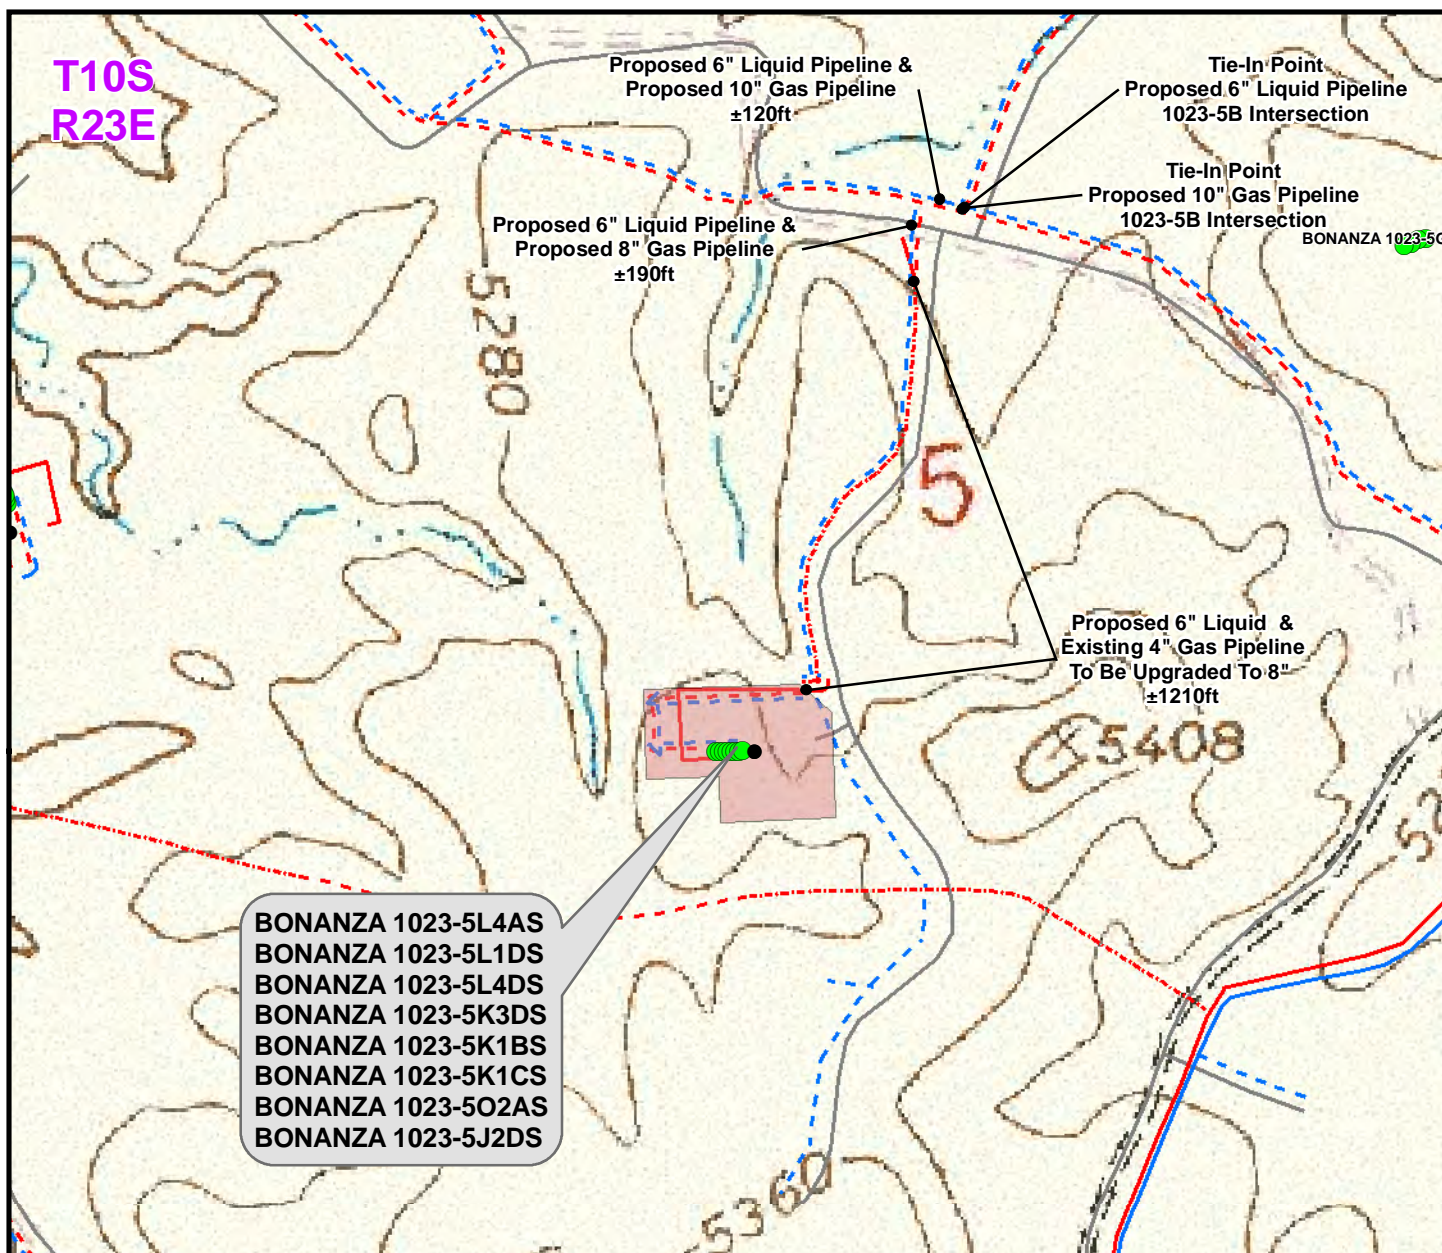 T10S
R23E
Proposed 6" Liquid Pipeline &
Proposed 10" Gas Pipeline
±120ft
Tie-In Point
Proposed 6" Liquid Pipeline
1023-5B Intersection
Tie-In Point
Proposed 10" Gas Pipeline
1023-5B Intersection
Proposed 6" Liquid Pipeline &
Proposed 8" Gas Pipeline
±190ft
BONANZA
5280
5
Proposed 6" Liquid &
Existing 4" Gas Pipeline
To Be Upgraded To 8"
±1210ft
5408
BONANZA 1023-5L4AS
BONANZA 1023-5L1DS
BONANZA 1023-5L4DS
BONANZA 1023-5K3DS
BONANZA 1023-5K1BS
BONANZA 1023-5K1CS
BONANZA 1023-5O2AS
BONANZA 1023-5J2DS
5360